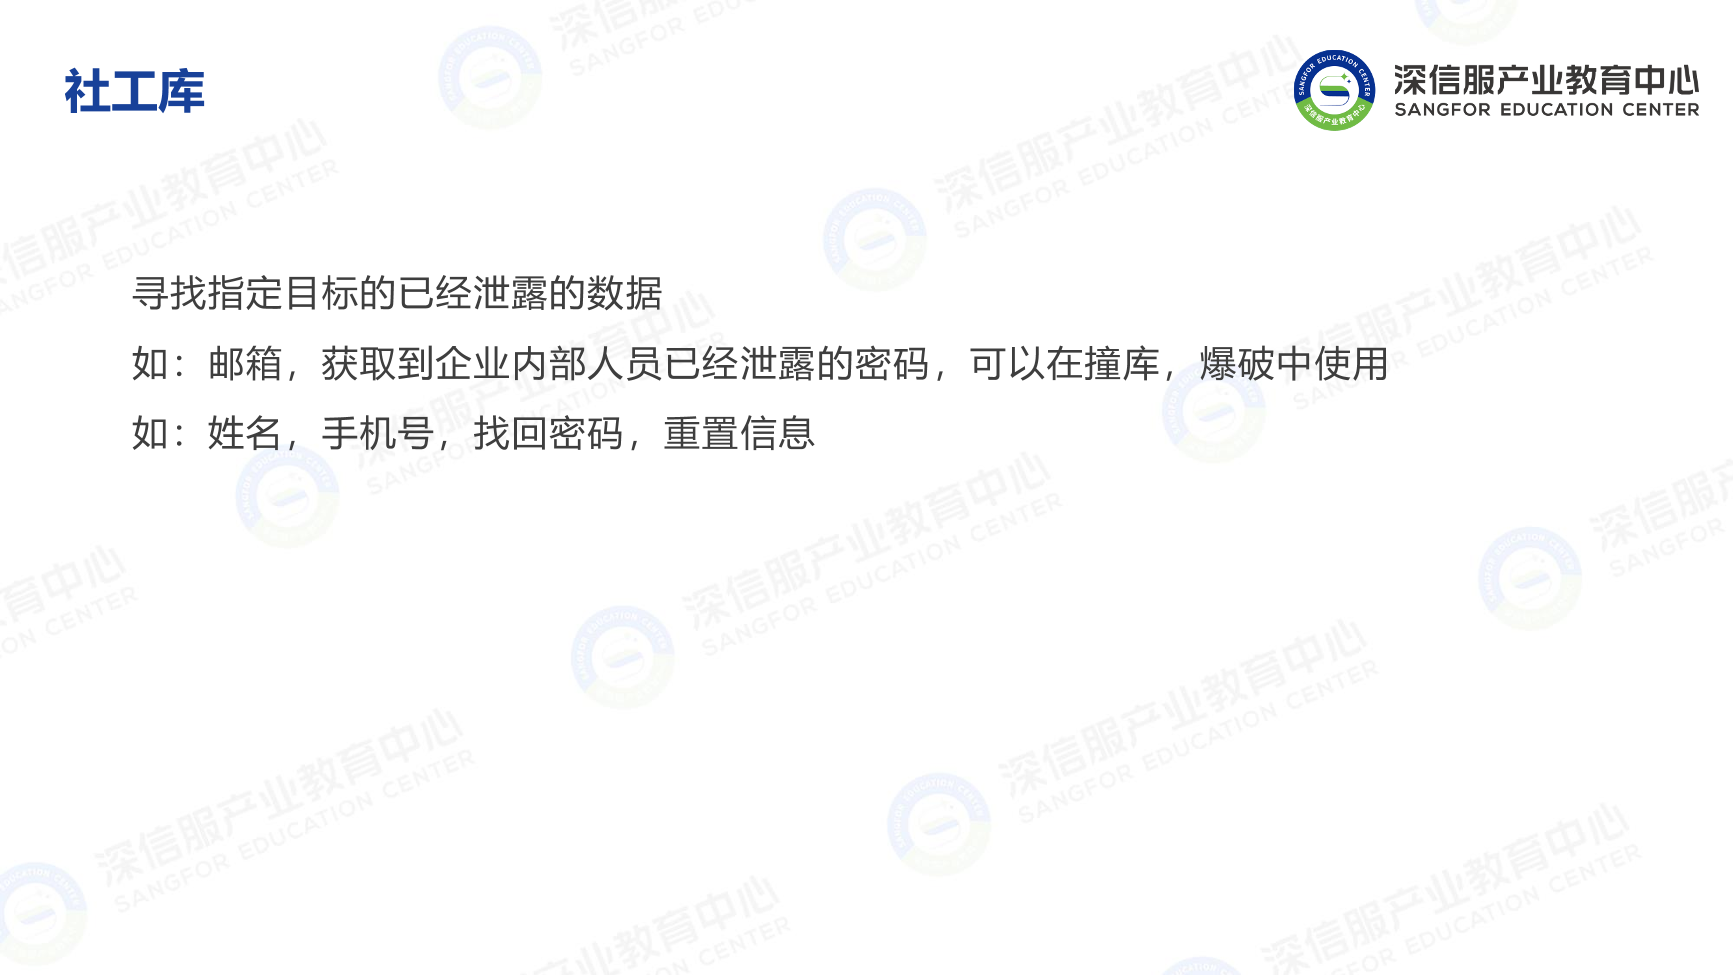 社工库
深信服产业教育中心
SANGFOR EDUCATION CENTER
寻找指定目标的已经泄露的数据
如：邮箱，获取到企业内部人员已经泄露的密码，可以在撞库，爆破中使用
如：姓名，手机号，找回密码，重置信息